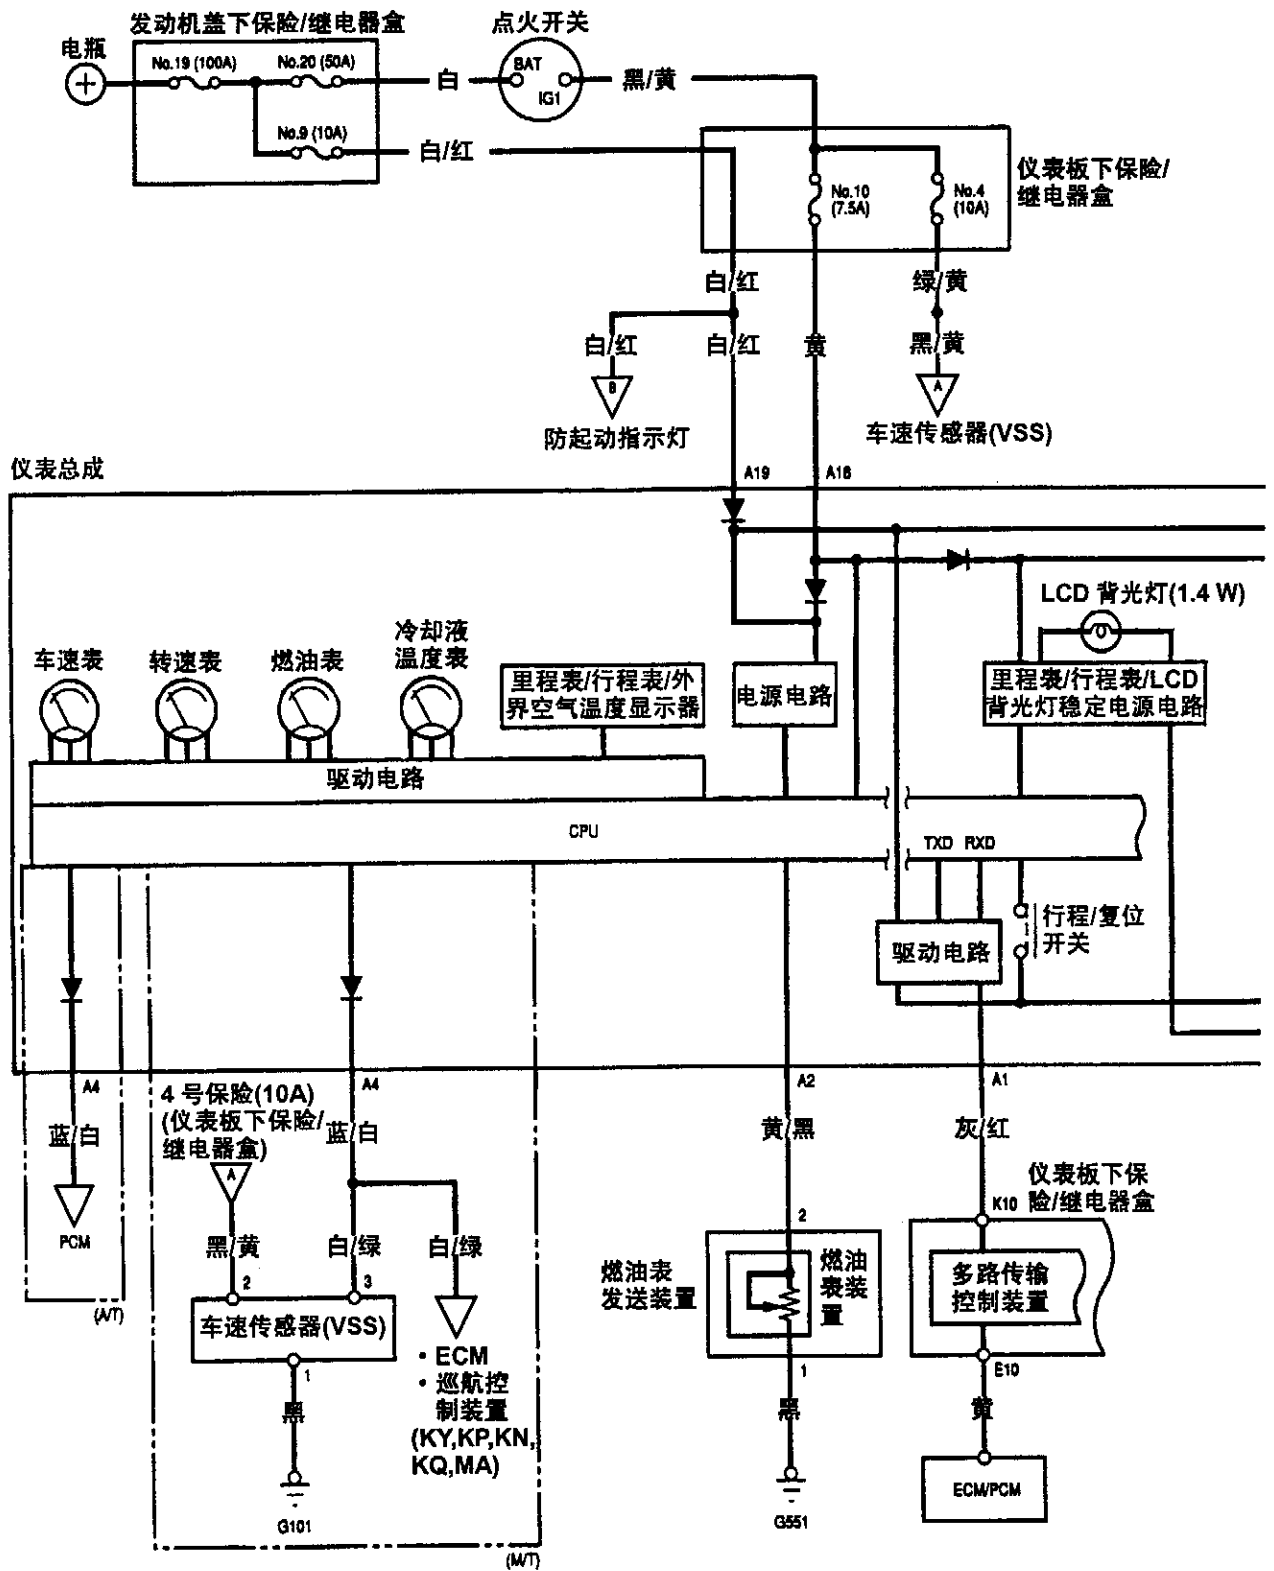 发动机盖下保险/继电器盒
点火开关
电瓶
No.19 (100A)
No.20 (50A)
BAT
IG1
白
黑/黄
No.9 (10A)
白/红
仪表板下保险/
继电器盒
No.10
(7.5A)
No.4
(10A)
白/红
绿/黄
白/红
白/红
黄
黑/黄
B
A
防起动指示灯
车速传感器(VSS)
仪表总成
A19
A16
LCD 背光灯(1.4 W)
车速表
转速表
燃油表
冷却液
温度表
里程表/行程表/外
界空气温度显示器
电源电路
里程表/行程表/LCD
背光灯稳定电源电路
驱动电路
CPU
TXD
RXD
行程/复位
开关
驱动电路
A4
A4
A2
A1
4 号保险(10A)
(仪表板下保险/
继电器盒)
蓝/白
蓝/白
黄/黑
灰/红
A
PCM
仪表板下保
险/继电器盒
K10
2
黑/黄
白/绿
白/绿
2
3
燃油表
发送装置
燃油
表装
置
多路传输
控制装置
(A/T)
车速传感器(VSS)
1
• ECM
• 巡航控
制装置
(KY,KP,KN,
KQ,MA)
1
E10
黑
黑
黄
ECM/PCM
G101
G551
(M/T)